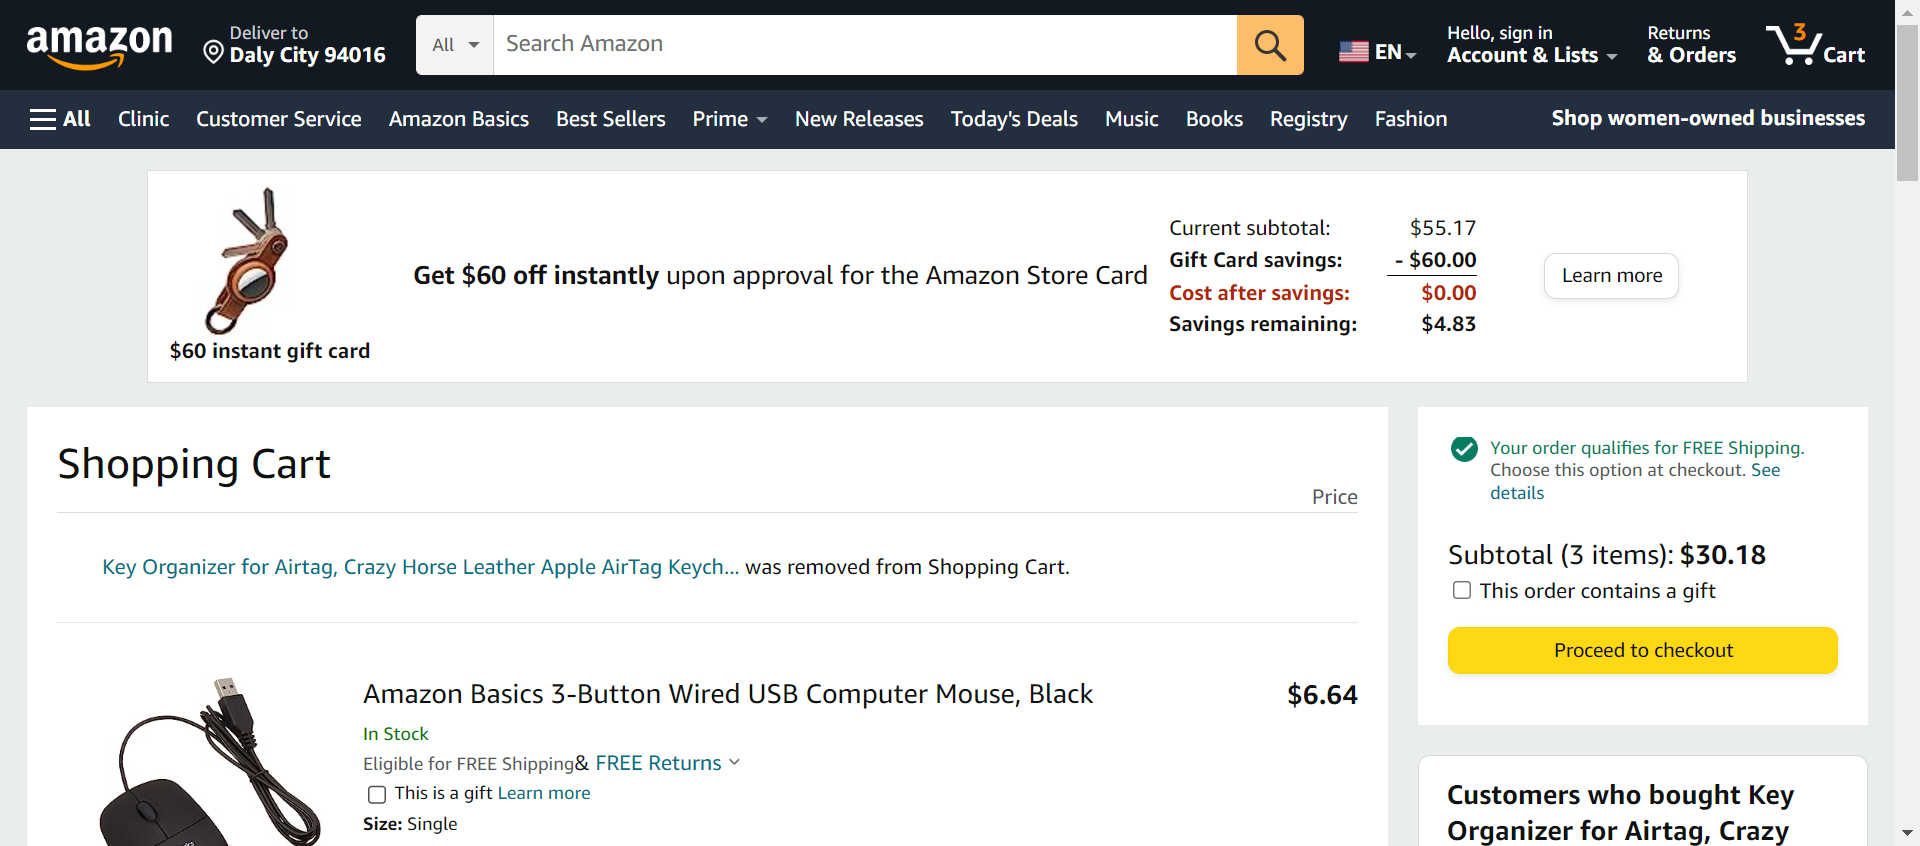 amazon
Deliver to
Daly City 94016
All
Search Amazon
EN
Hello, sign in
Account & Lists
Returns
& Orders
3
Cart
All
Clinic
Customer Service
Amazon Basics
Best Sellers
Prime
New Releases
Today's Deals
Music
Books
Registry
Fashion
Shop women-owned businesses
$60 instant gift card
Get $60 off instantly upon approval for the Amazon Store Card
Current subtotal: $55.17
Gift Card savings: - $60.00
Cost after savings: $0.00
Savings remaining: $4.83
Learn more
Shopping Cart
Price
Key Organizer for Airtag, Crazy Horse Leather Apple AirTag Keych... was removed from Shopping Cart.
Amazon Basics 3-Button Wired USB Computer Mouse, Black
$6.64
In Stock
Eligible for FREE Shipping& FREE Returns
This is a gift Learn more
Size: Single
Your order qualifies for FREE Shipping.
Choose this option at checkout. See
details
Subtotal (3 items): $30.18
This order contains a gift
Proceed to checkout
Customers who bought Key
Organizer for Airtag, Crazy